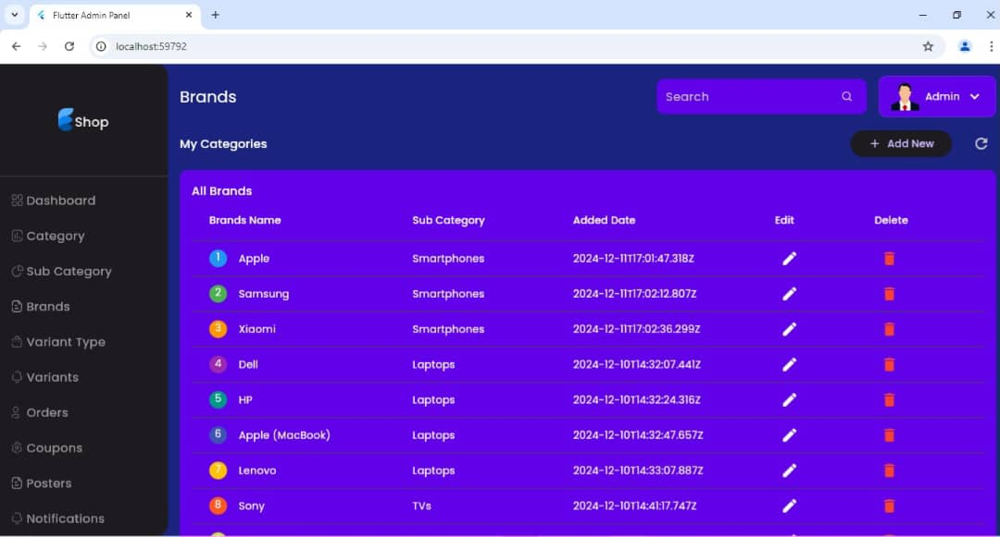 Flutter Admin Panel
localhost:59792
Shop
Brands
Search
Admin
My Categories
+ Add New
Dashboard
Category
Sub Category
Brands
Variant Type
Variants
Orders
Coupons
Posters
Notifications
All Brands
Brands Name Sub Category Added Date Edit Delete
1 Apple Smartphones 2024-12-11T17:01:47.318Z
2 Samsung Smartphones 2024-12-11T17:02:12.807Z
3 Xiaomi Smartphones 2024-12-11T17:02:36.299Z
4 Dell Laptops 2024-12-10T14:32:07.441Z
5 HP Laptops 2024-12-10T14:32:24.316Z
6 Apple (MacBook) Laptops 2024-12-10T14:32:47.657Z
7 Lenovo Laptops 2024-12-10T14:33:07.887Z
8 Sony TVs 2024-12-10T14:41:17.747Z